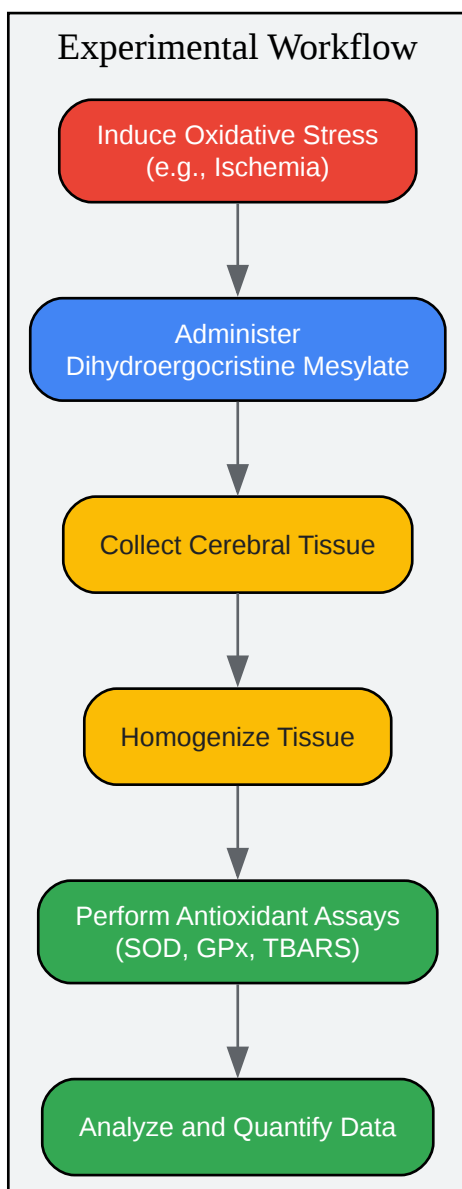 Experimental Workflow
Induce Oxidative Stress
(e.g., Ischemia)
Administer
Dihydroergocristine Mesylate
Collect Cerebral Tissue
Homogenize Tissue
Perform Antioxidant Assays
(SOD, GPx, TBARS)
Analyze and Quantify Data